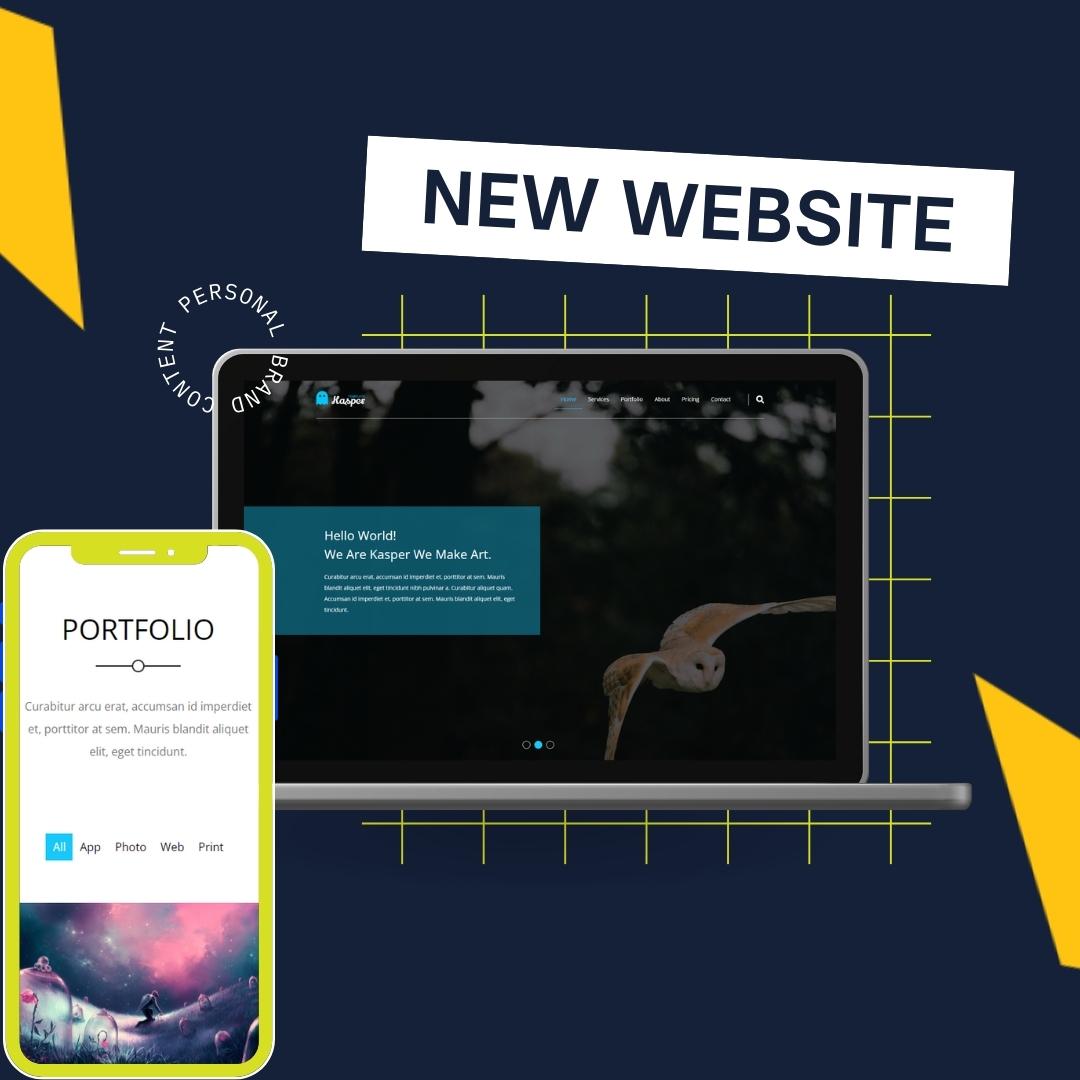 NEW WEBSITE
PERSONAL BRAND CONTENT
Kasper
Home Services Portfolio About Pricing Contact
Hello World!
We Are Kasper We Make Art.
Curabitur arcu erat, accumsan id imperdiet et, porttitor at sem. Mauris
blandit aliquet elit, eget tincidunt nibh pulvinar a. Curabitur aliquet quam.
Accumsan id imperdiet et, porttitor at sem. Mauris blandit aliquet elit, eget
tincidunt.
PORTFOLIO
Curabitur arcu erat, accumsan id imperdiet
et, porttitor at sem. Mauris blandit aliquet
elit, eget tincidunt.
All App Photo Web Print